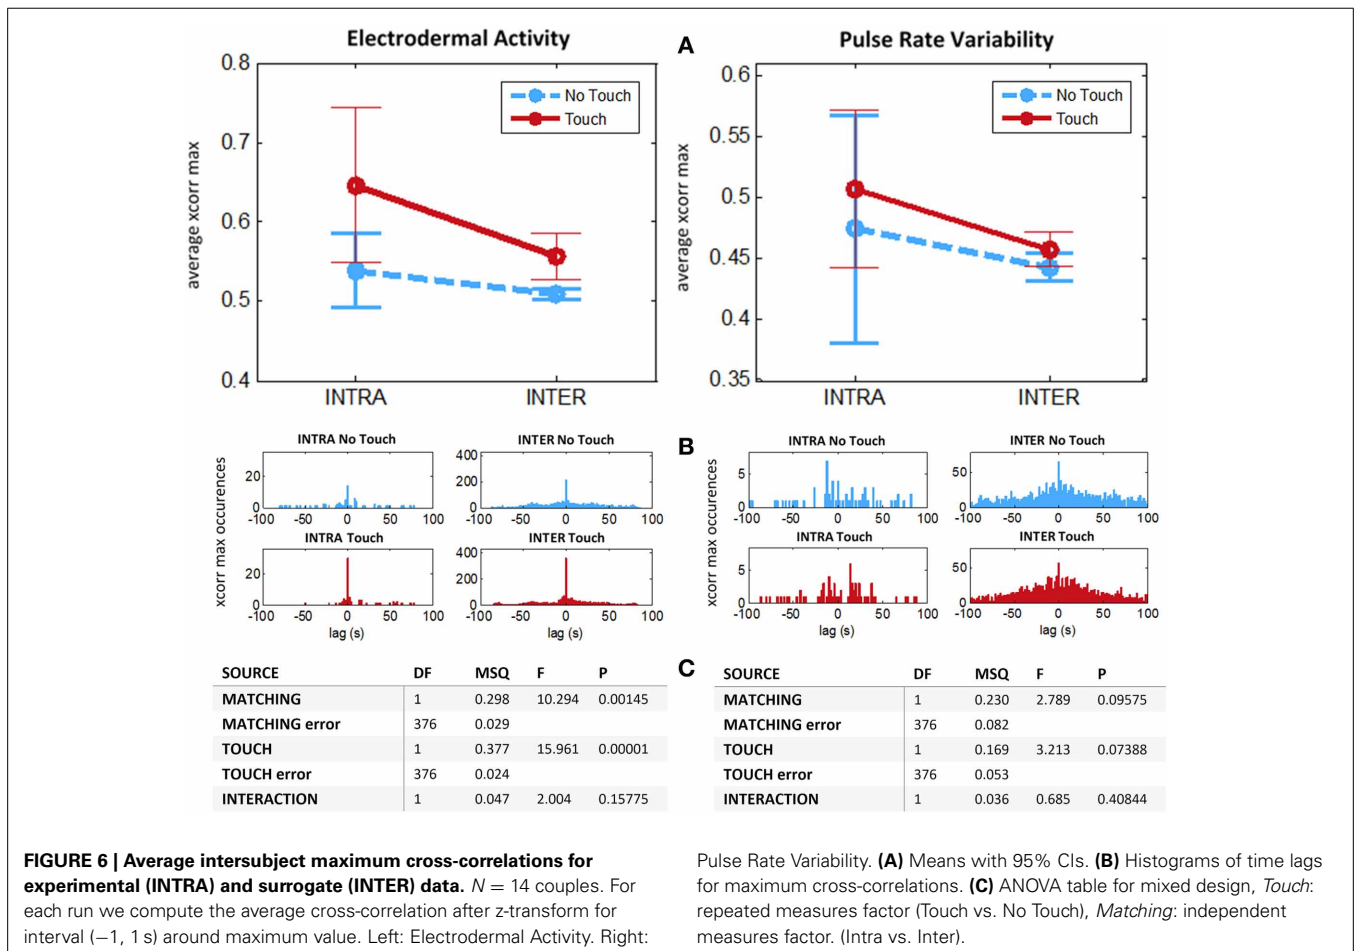 Electrodermal Activity
A
Pulse Rate Variability
average xcorr max
0.8
0.7
0.6
0.5
0.4
No Touch
Touch
INTRA
INTER
average xcorr max
0.6
0.55
0.5
0.45
0.4
0.35
No Touch
Touch
INTRA
INTER
B
xcorr max occurences
INTRA No Touch
20
0
-100 -50 0 50 100
INTER No Touch
400
200
0
-100 -50 0 50 100
INTRA Touch
20
0
-100 -50 0 50 100
lag (s)
INTER Touch
400
200
0
-100 -50 0 50 100
lag (s)
xcorr max occurences
INTRA No Touch
5
0
-100 -50 0 50 100
INTER No Touch
50
0
-100 -50 0 50 100
INTRA Touch
5
0
-100 -50 0 50 100
lag (s)
INTER Touch
50
0
-100 -50 0 50 100
lag (s)
C
SOURCE DF MSQ F P
MATCHING 1 0.298 10.294 0.00145
MATCHING error 376 0.029
TOUCH 1 0.377 15.961 0.00001
TOUCH error 376 0.024
INTERACTION 1 0.047 2.004 0.15775
SOURCE DF MSQ F P
MATCHING 1 0.230 2.789 0.09575
MATCHING error 376 0.082
TOUCH 1 0.169 3.213 0.07388
TOUCH error 376 0.053
INTERACTION 1 0.036 0.685 0.40844
FIGURE 6 | Average intersubject maximum cross-correlations for
experimental (INTRA) and surrogate (INTER) data. N = 14 couples. For
each run we compute the average cross-correlation after z-transform for
interval (−1, 1 s) around maximum value. Left: Electrodermal Activity. Right:
Pulse Rate Variability. (A) Means with 95% CIs. (B) Histograms of time lags
for maximum cross-correlations. (C) ANOVA table for mixed design, Touch:
repeated measures factor (Touch vs. No Touch), Matching: independent
measures factor. (Intra vs. Inter).